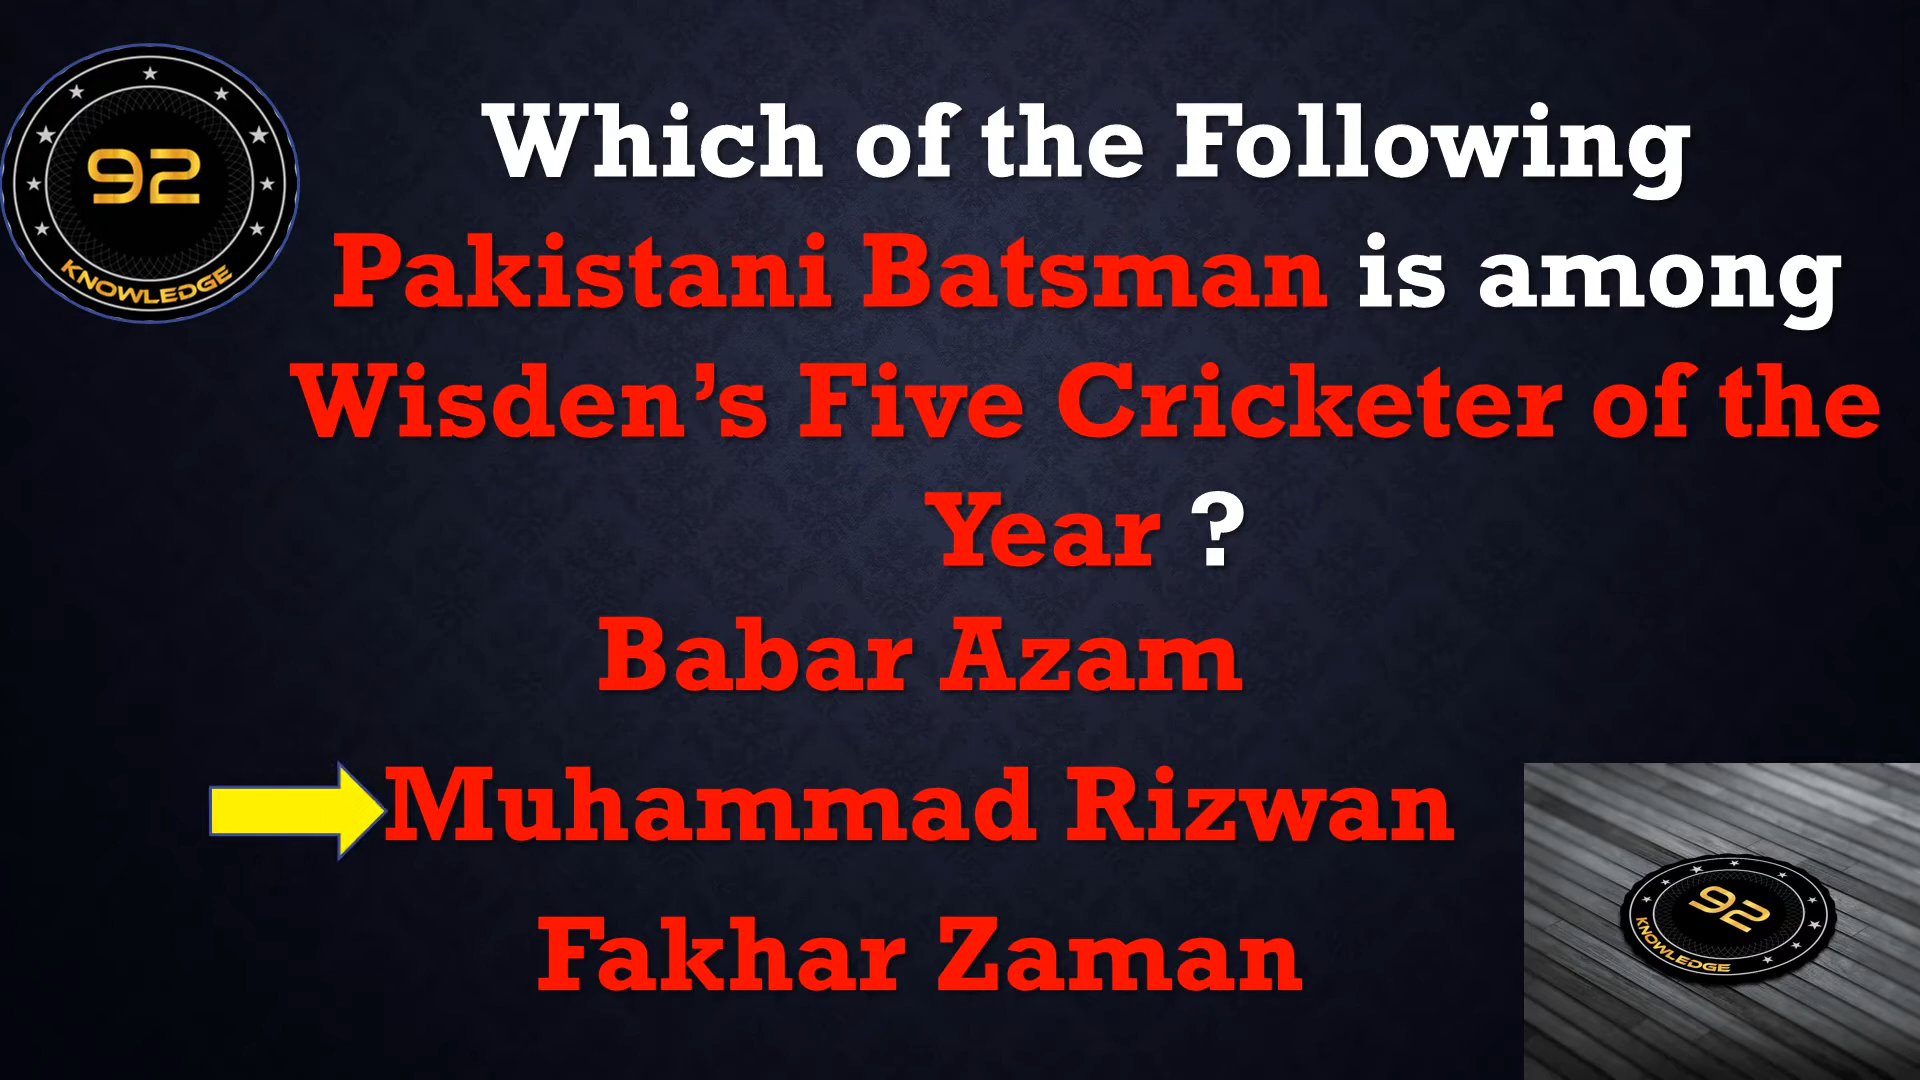 92
KNOWLEDGE
Which of the Following
Pakistani Batsman is among
Wisden’s Five Cricketer of the
Year ?
Babar Azam
Muhammad Rizwan
Fakhar Zaman
92
KNOWLEDGE